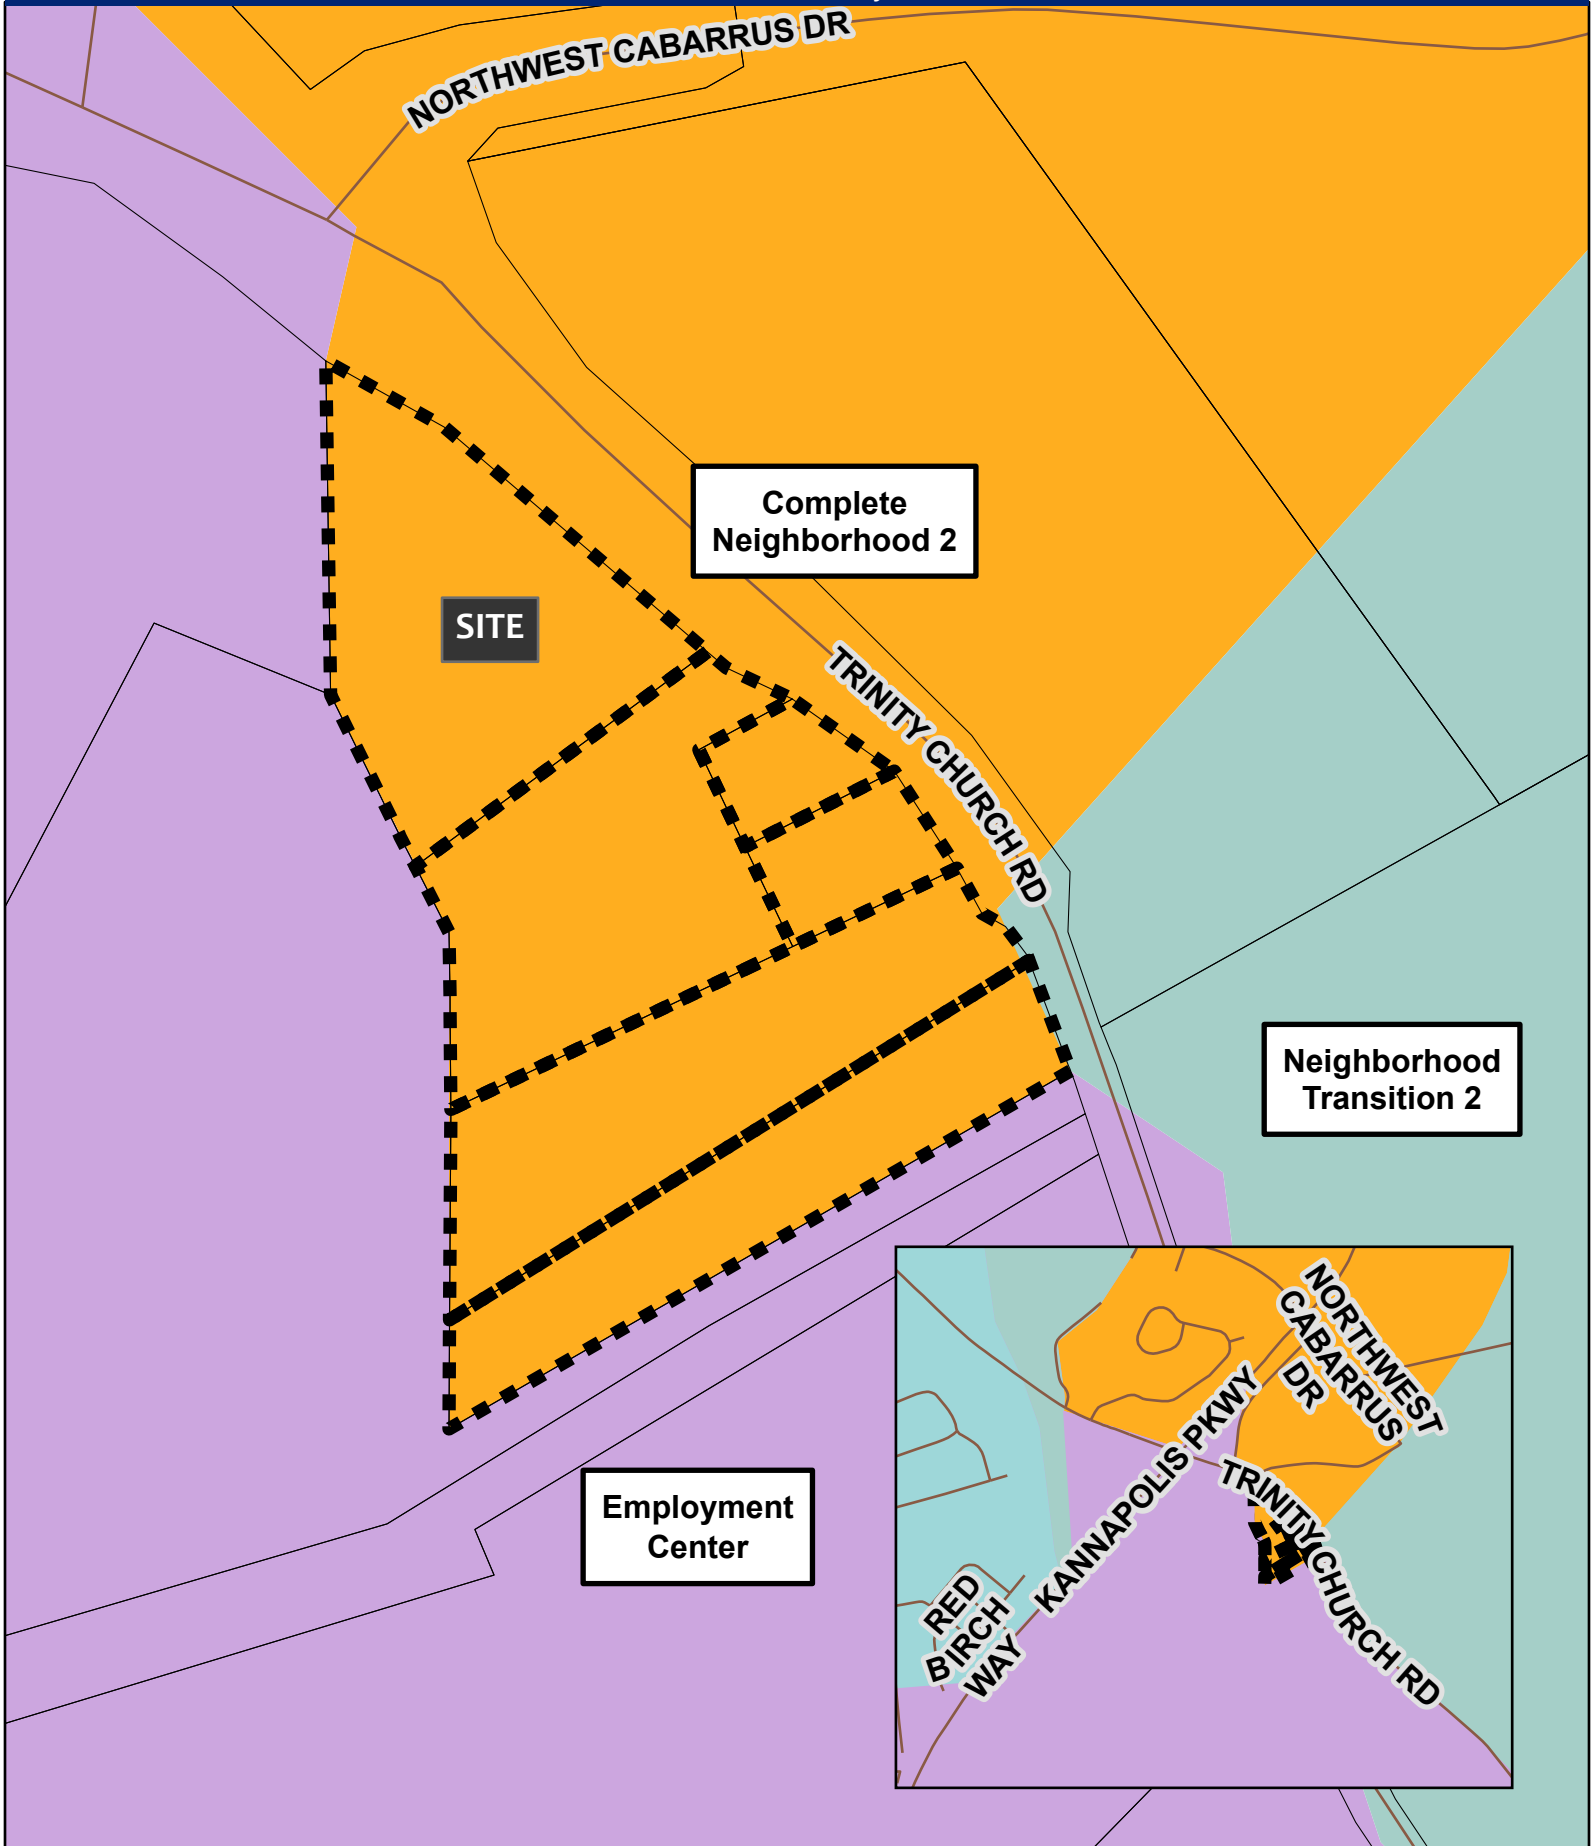 NORTHWEST CABARRUS DR
Complete
Neighborhood 2
SITE
TRINITY CHURCH RD
Neighborhood
Transition 2
Employment
Center
NORTHWEST
CABARRUS
DR
KANNAPOLIS PKWY
TRINITY CHURCH RD
RED
BIRCH
WAY